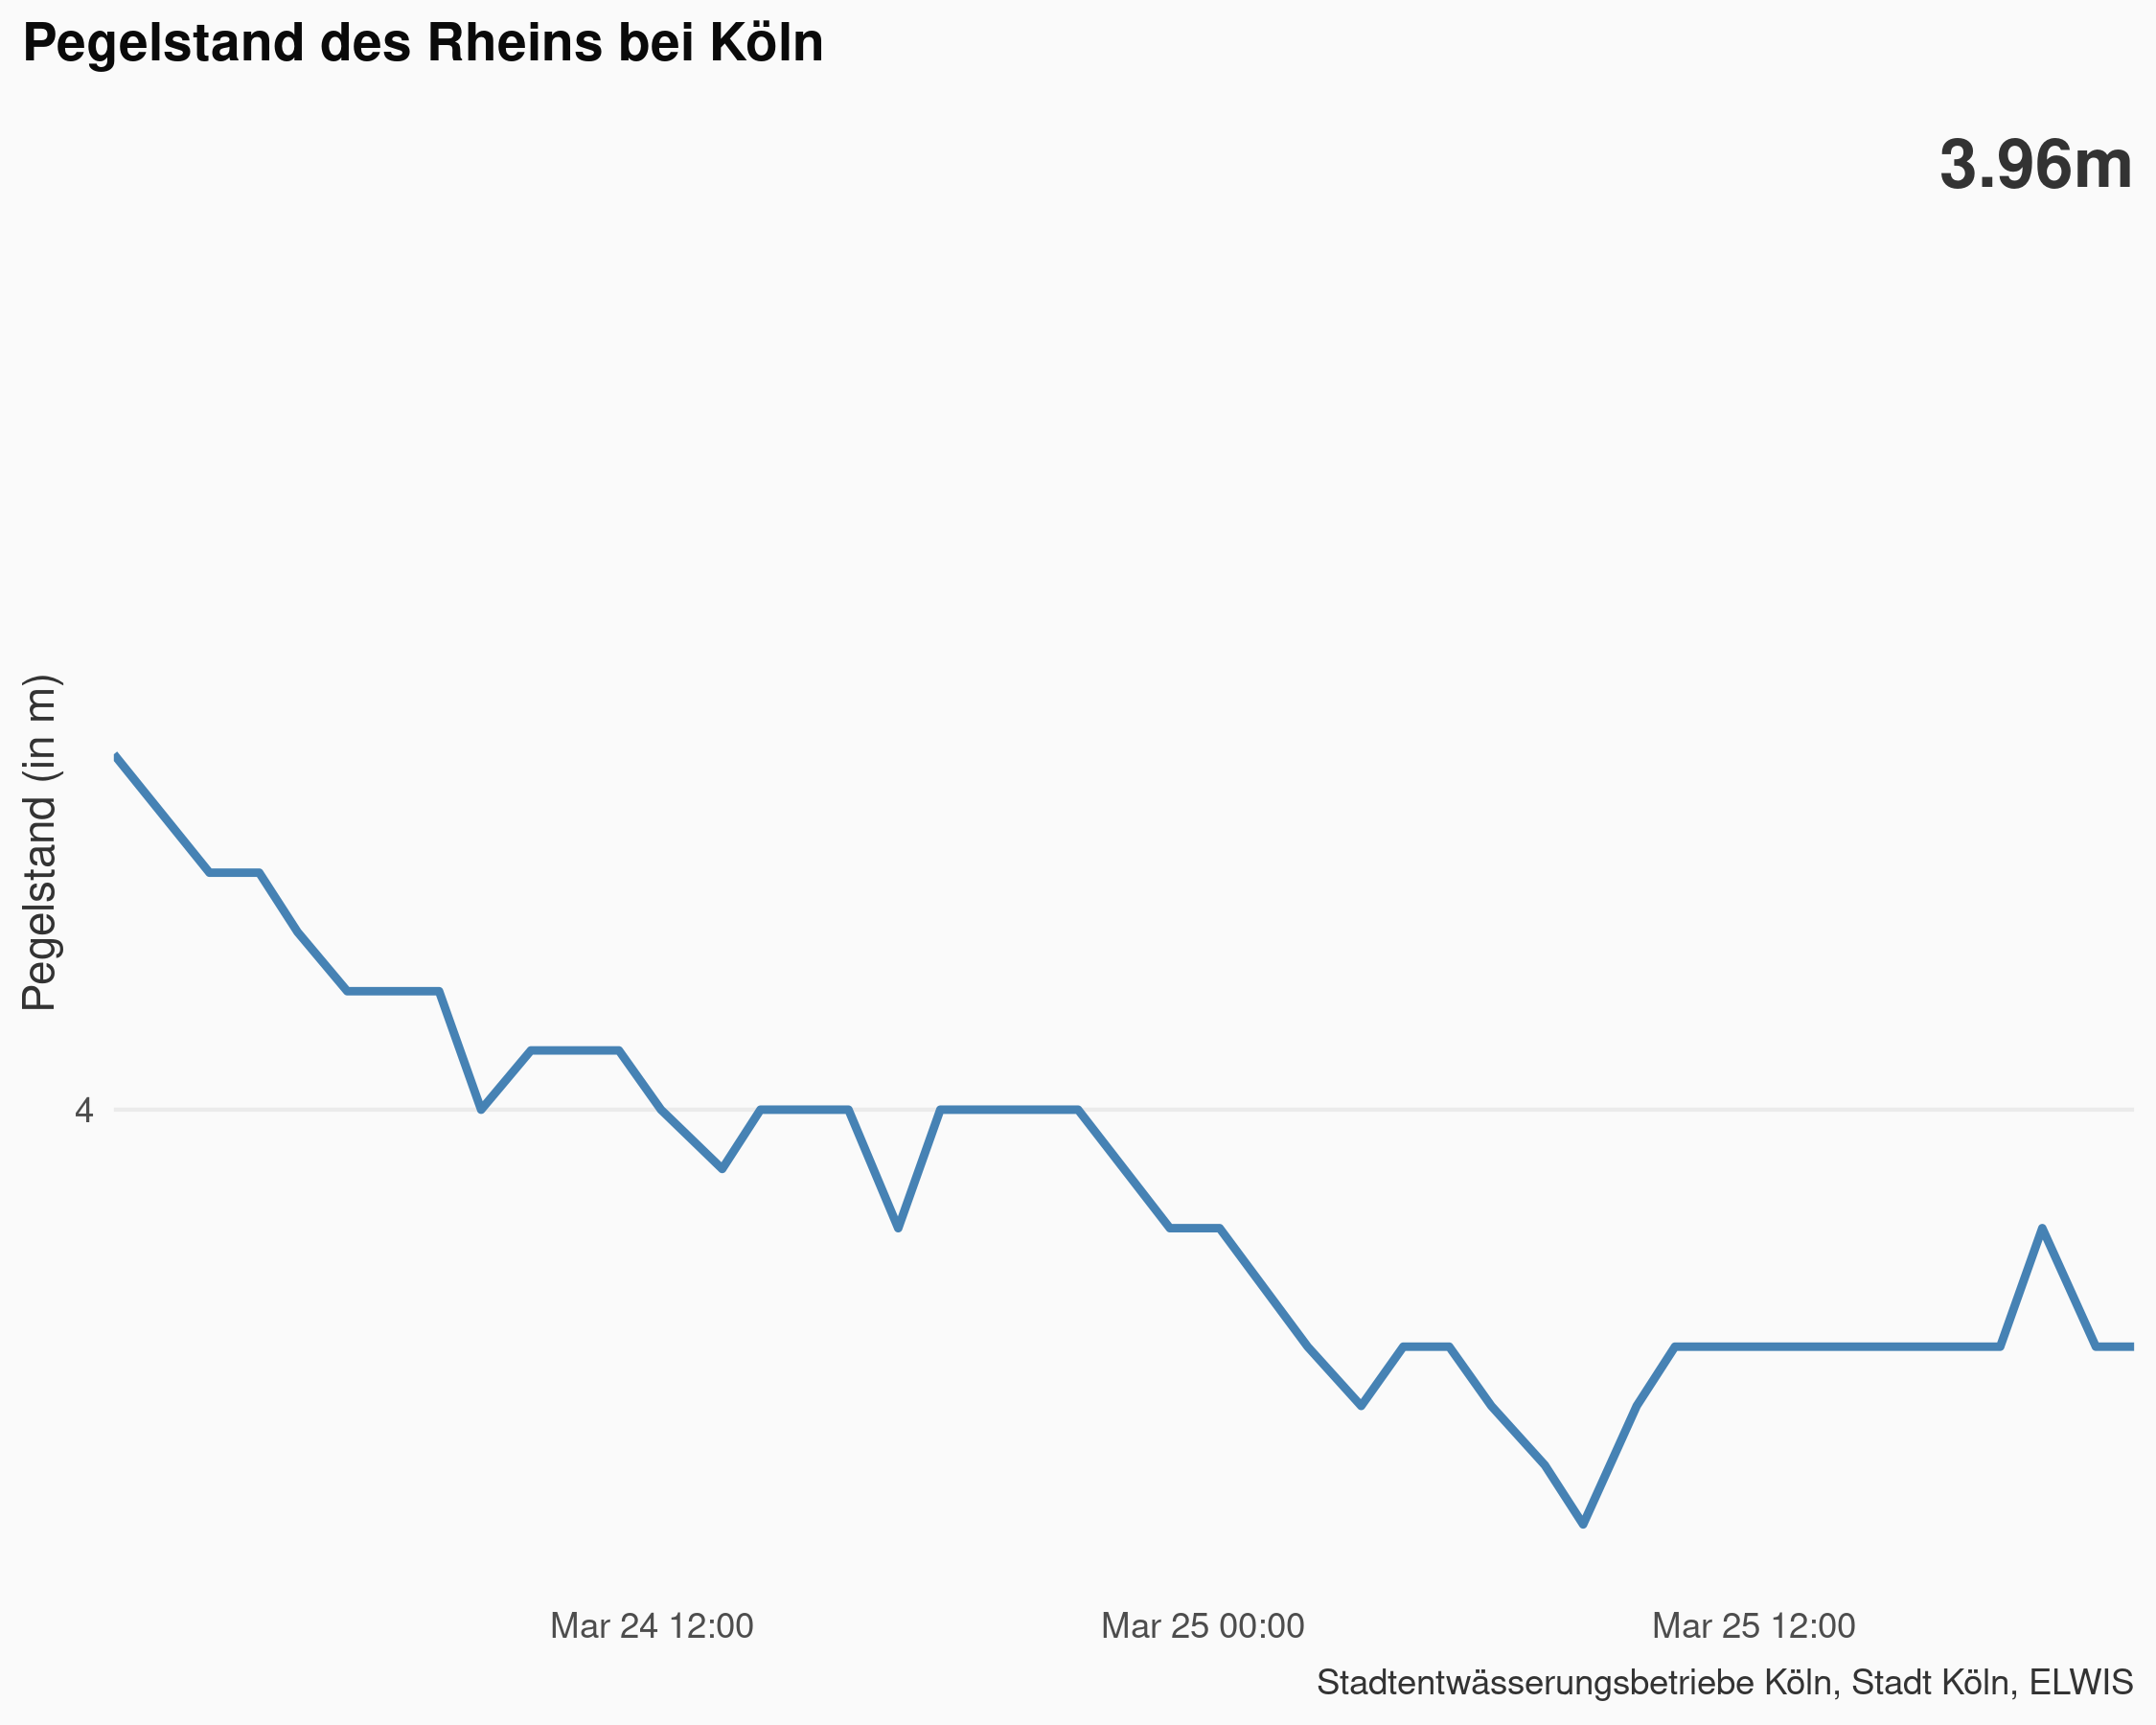 Pegelstand des Rheins bei Köln
3.96m
Pegelstand (in m)
4
Mar 24 12:00
Mar 25 00:00
Mar 25 12:00
Stadtentwässerungsbetriebe Köln, Stadt Köln, ELWIS